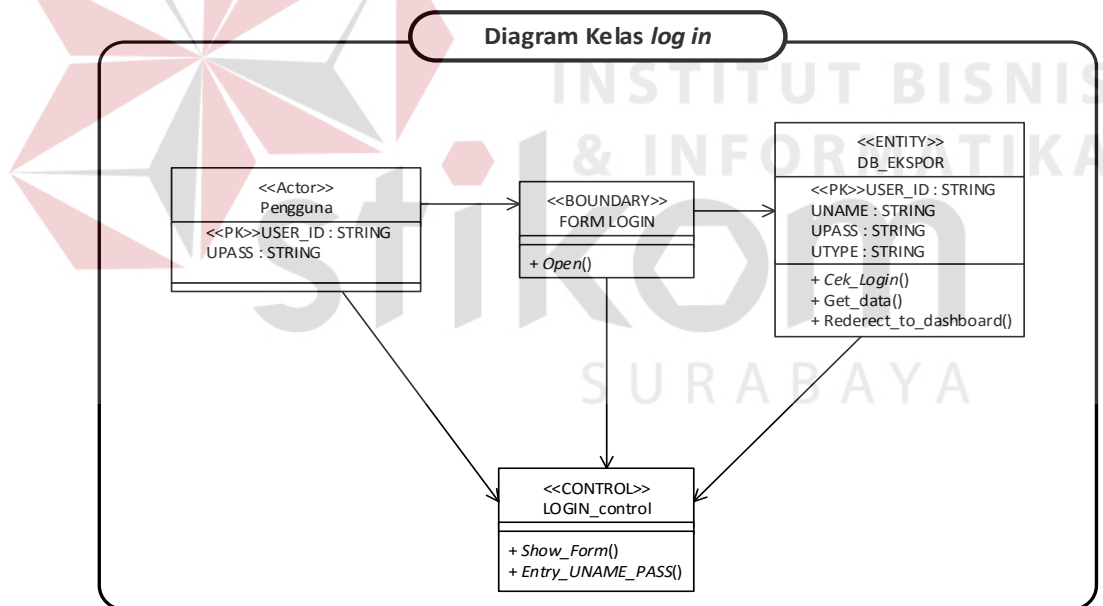 Diagram Kelas log in
INSTITUT BISNIS
& INFORMATIKA
stikom
SURABAYA
<<Actor>>
Pengguna
<<PK>>USER_ID : STRING
UPASS : STRING
<<BOUNDARY>>
FORM LOGIN
+ Open()
<<ENTITY>>
DB_EKSPOR
<<PK>>USER_ID : STRING
UNAME : STRING
UPASS : STRING
UTYPE : STRING
+ Cek_Login()
+ Get_data()
+ Rederect_to_dashboard()
<<CONTROL>>
LOGIN_control
+ Show_Form()
+ Entry_UNAME_PASS()